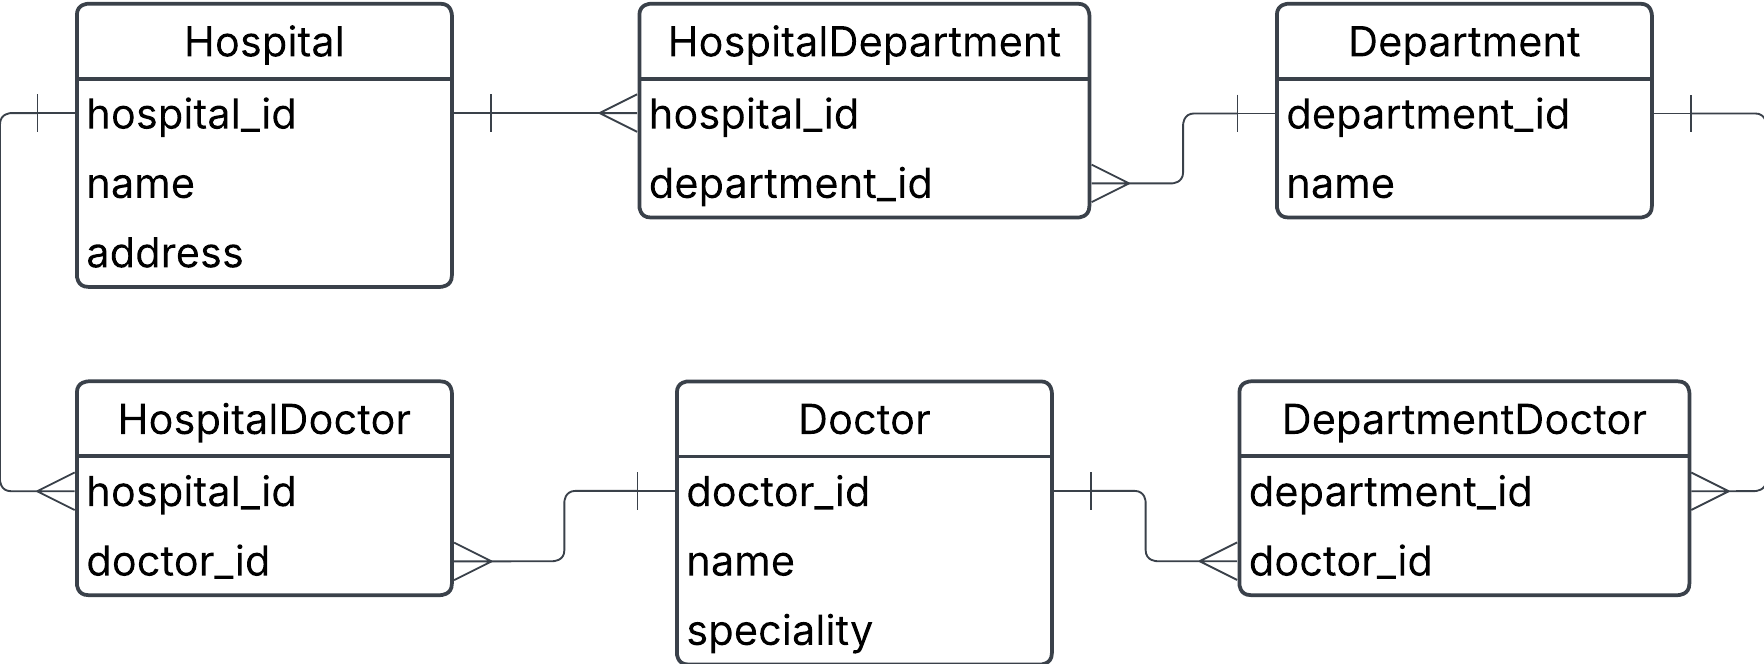 Hospital
hospital_id
name
address
HospitalDepartment
hospital_id
department_id
Department
department_id
name
HospitalDoctor
hospital_id
doctor_id
Doctor
doctor_id
name
speciality
DepartmentDoctor
department_id
doctor_id